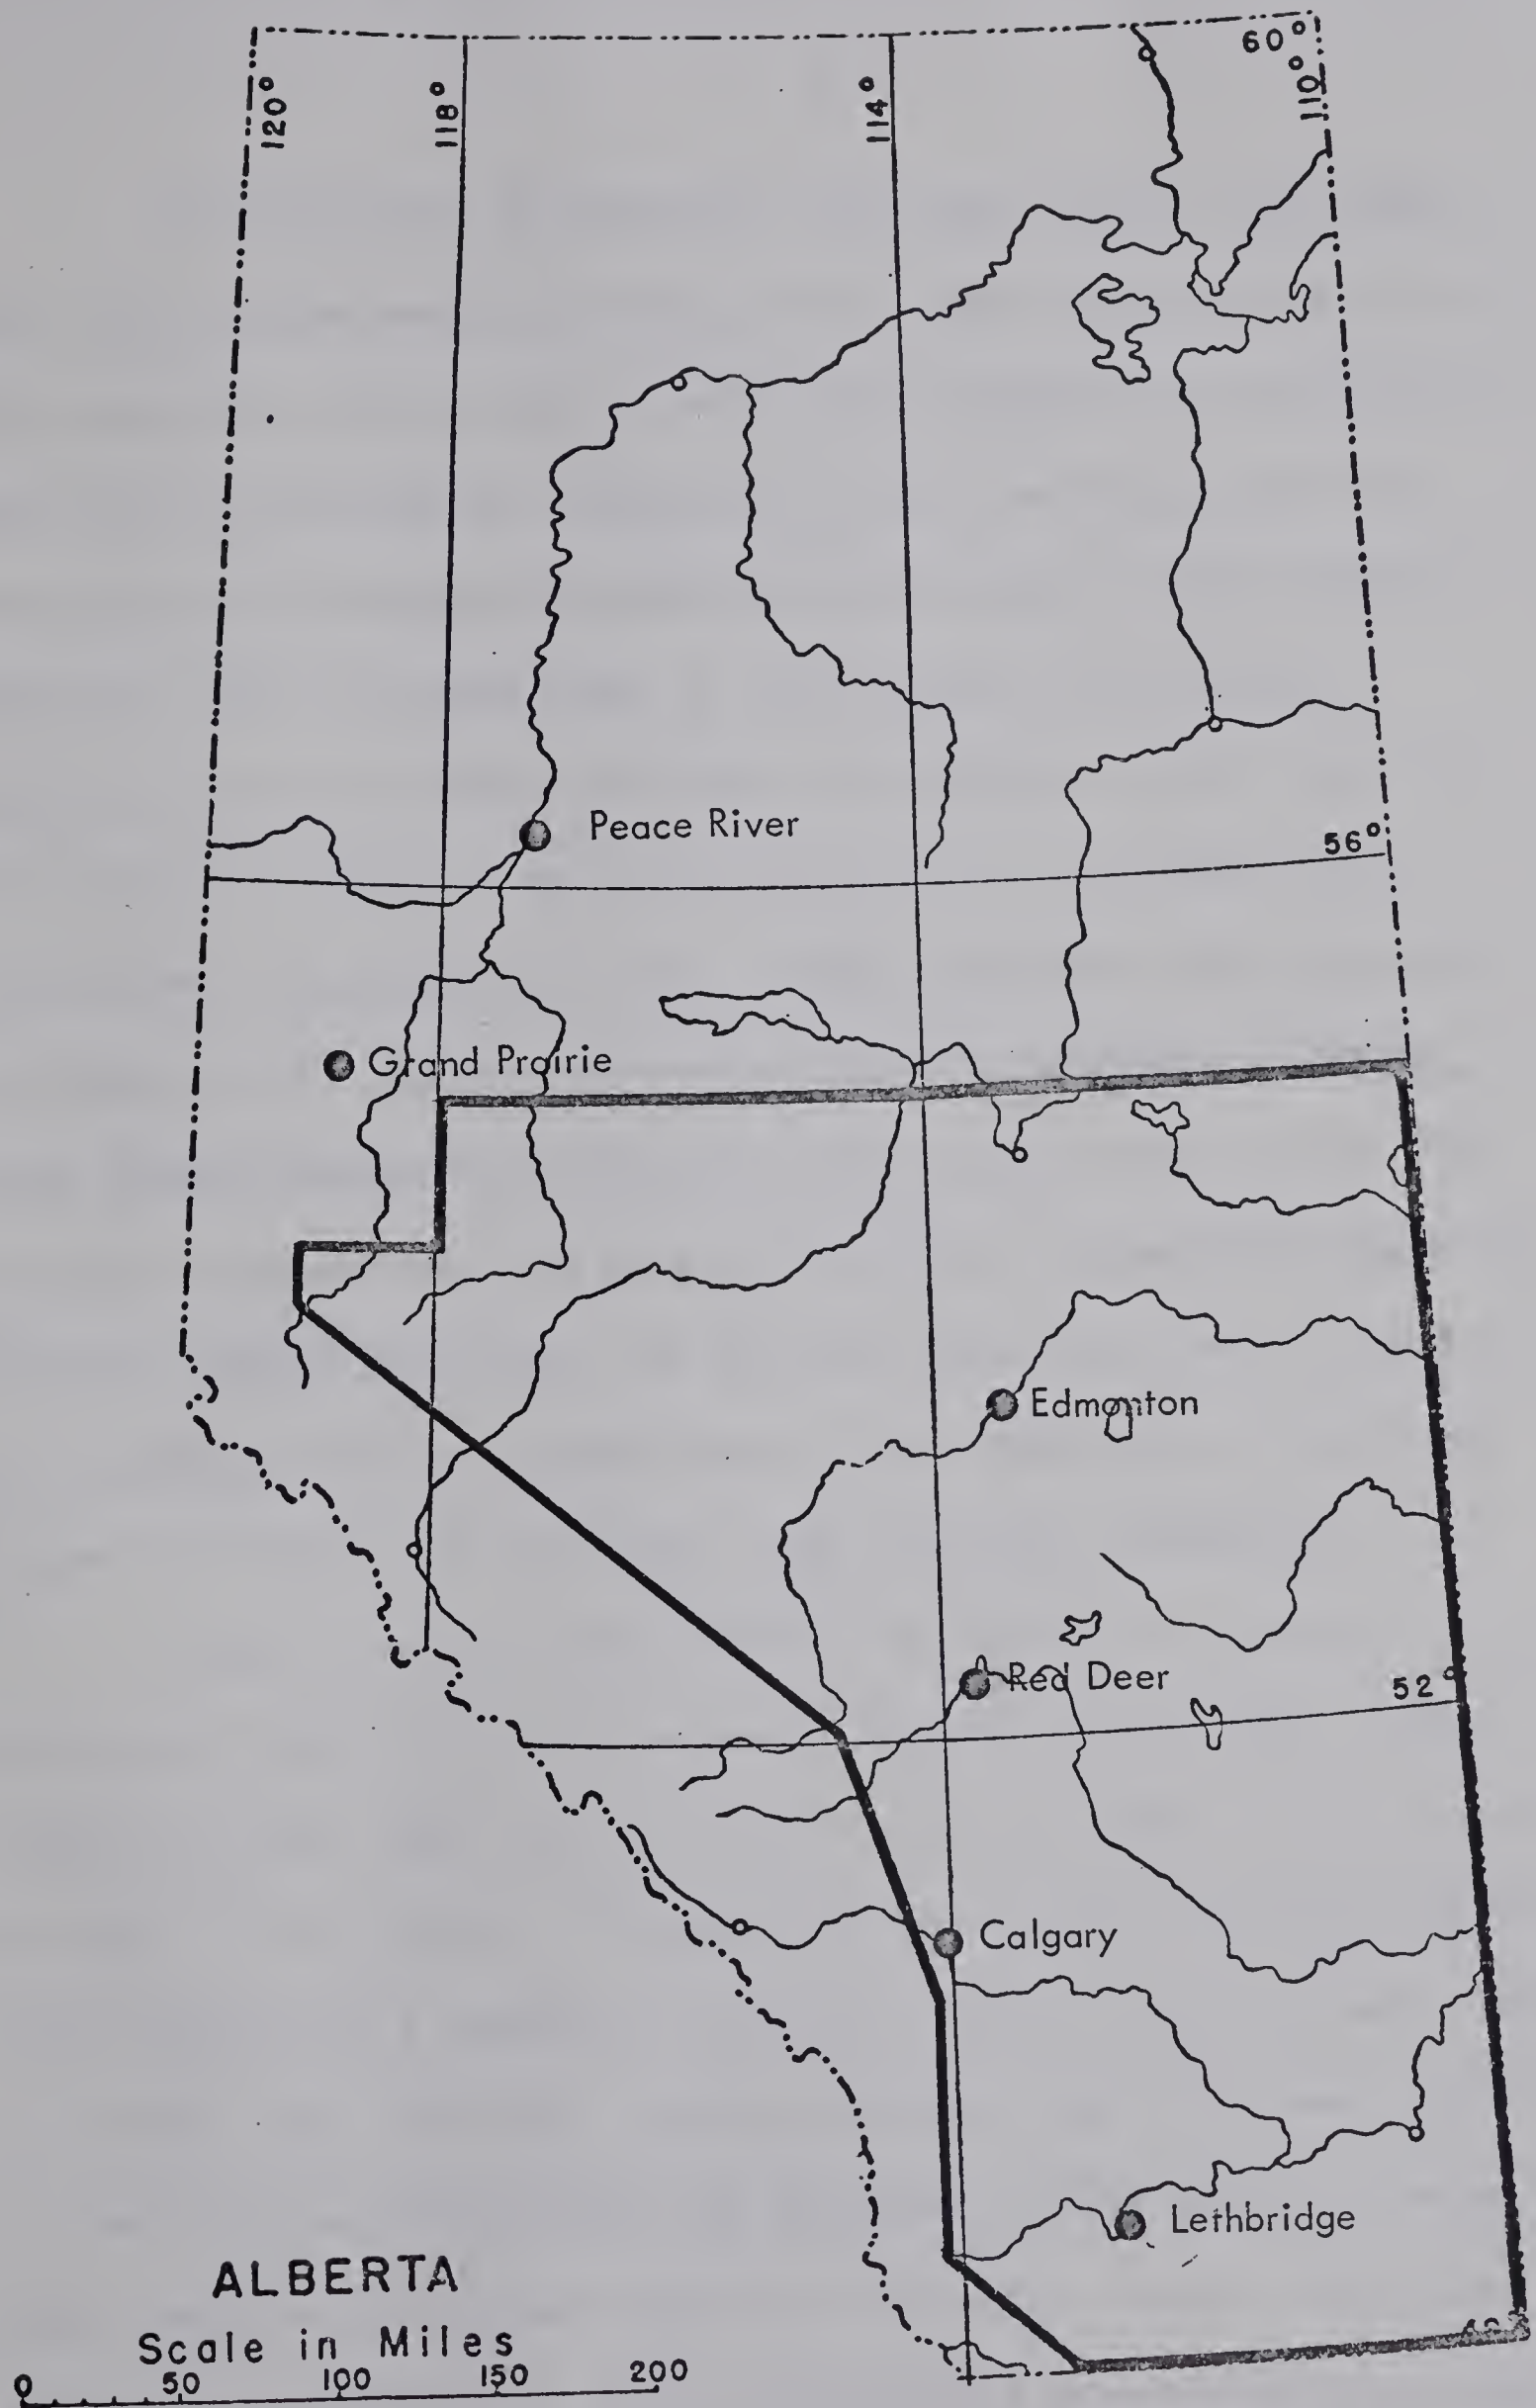 60°
120°
118°
114°
110°
Peace River
56°
Grand Prairie
Edmonton
Red Deer
52°
Calgary
Lethbridge
ALBERTA
Scale in Miles
0 50 100 150 200